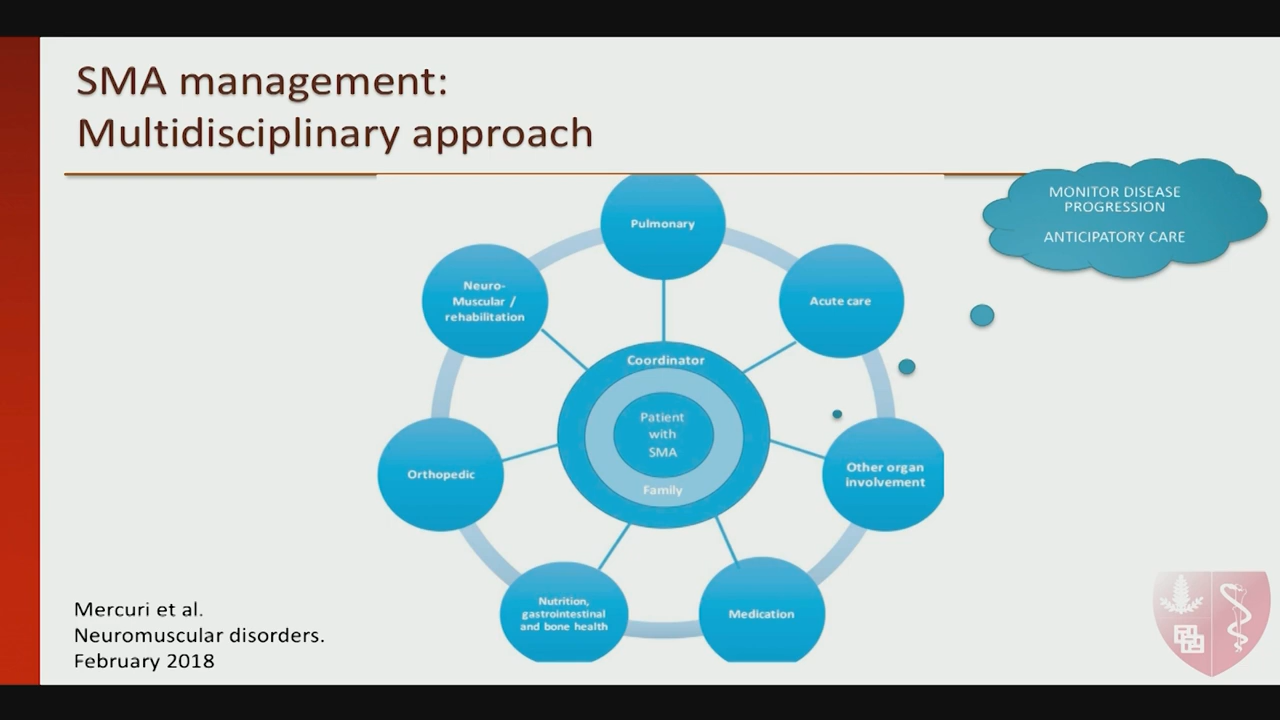 SMA management:
Multidisciplinary approach
MONITOR DISEASE
PROGRESSION
ANTICIPATORY CARE
Pulmonary
Neuro-
Muscular /
rehabilitation
Acute care
Coordinator
Patient
with
SMA
Family
Orthopedic
Other organ
involvement
Nutrition,
gastrointestinal
and bone health
Medication
Mercuri et al.
Neuromuscular disorders.
February 2018